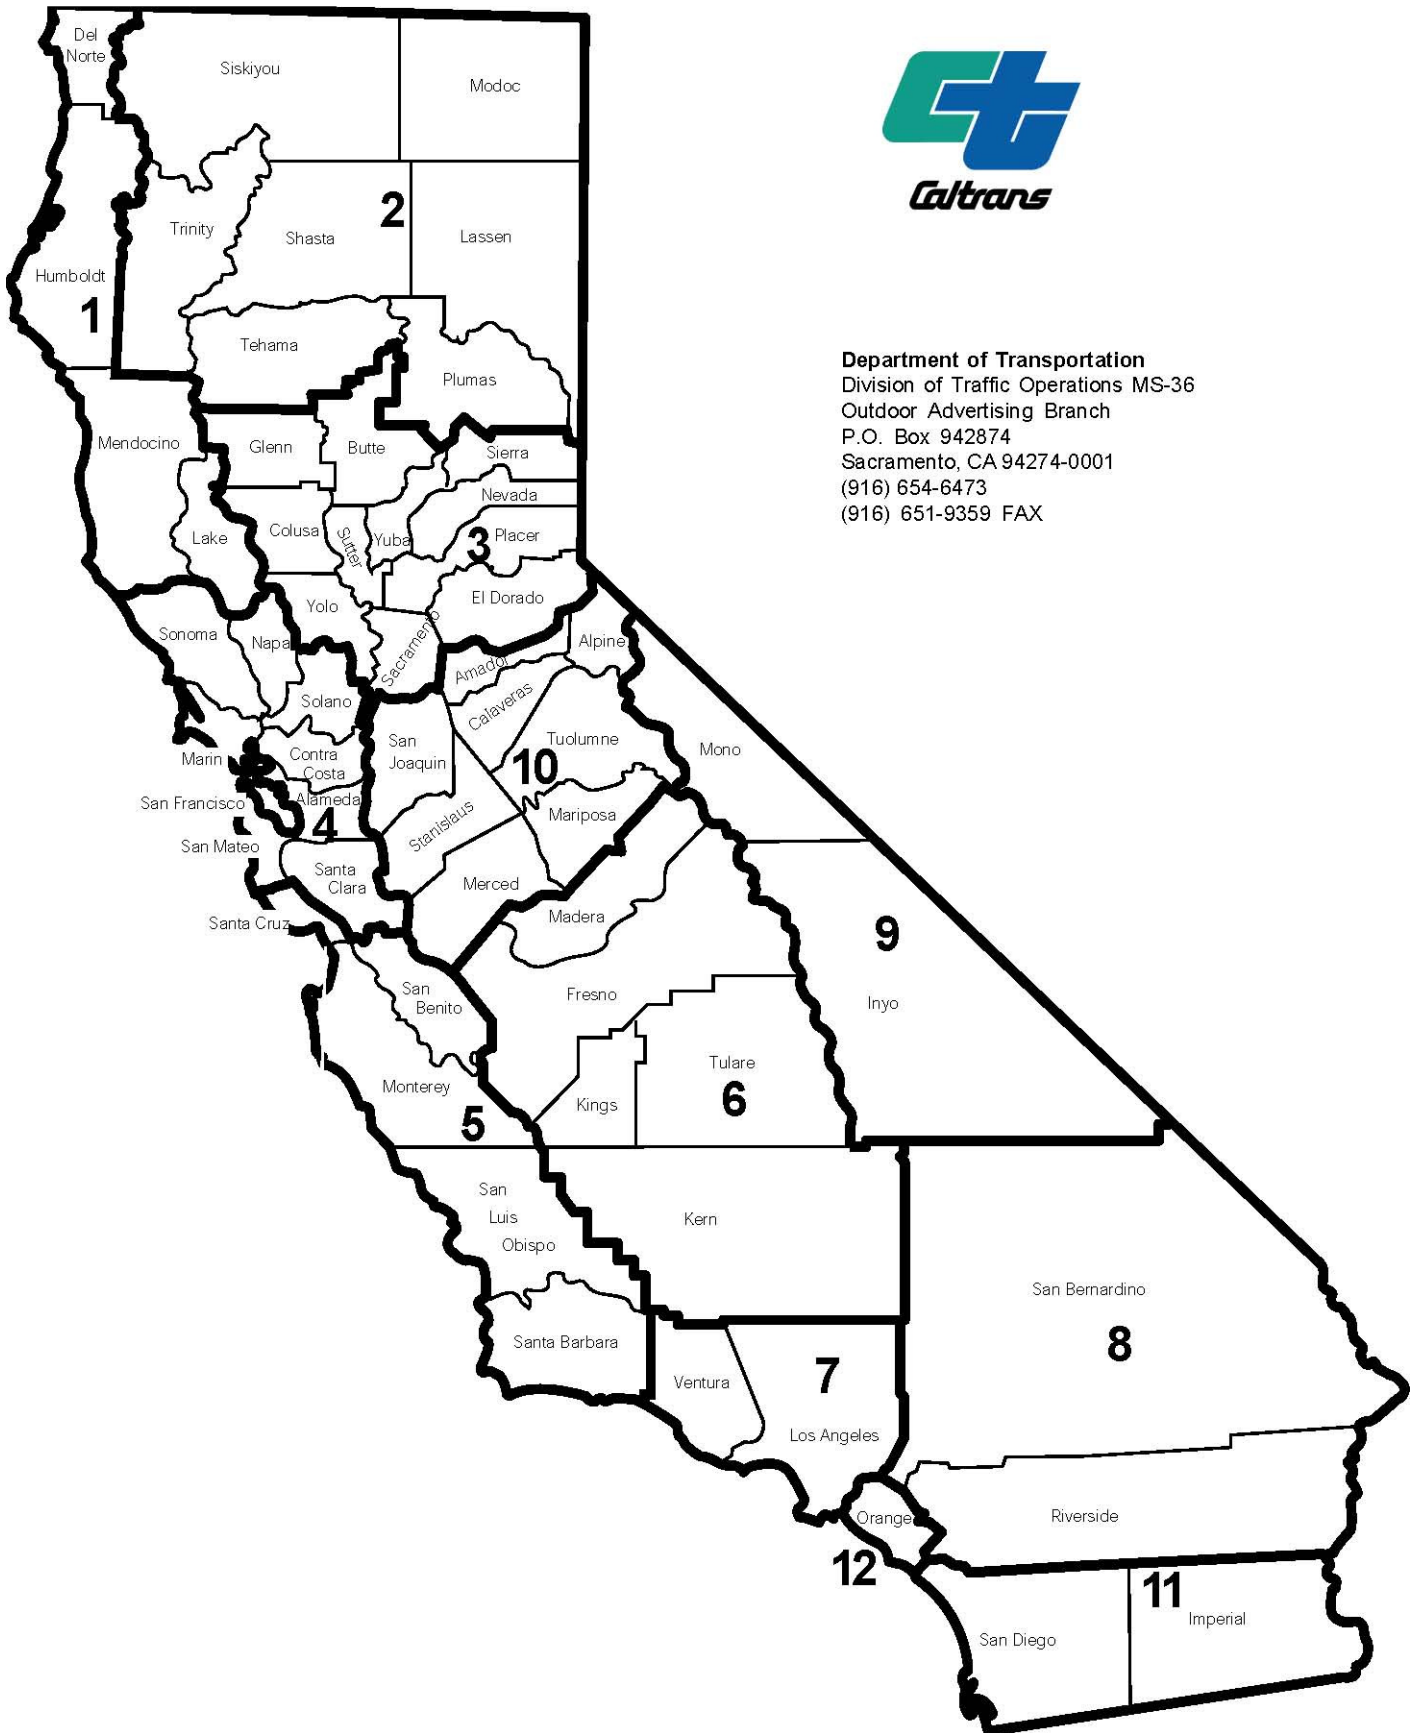 Del
Norte
Siskiyou
Modoc
Caltrans
Trinity
Shasta
2
Lassen
Humboldt
1
Tehama
Plumas
Department of Transportation
Division of Traffic Operations MS-36
Outdoor Advertising Branch
P.O. Box 942874
Sacramento, CA 94274-0001
(916) 654-6473
(916) 651-9359 FAX
Mendocino
Glenn
Butte
Sierra
Nevada
Lake
Colusa
Sutter
Yuba
3
Placer
El Dorado
Yolo
Sonoma
Napa
Sacramento
Amador
Alpine
Solano
Calaveras
Marin
Contra
Costa
San
Joaquin
Tuolumne
10
Mono
San Francisco
Alameda
4
Stanislaus
Mariposa
San Mateo
Santa
Clara
Merced
Santa Cruz
Madera
9
San
Benito
Fresno
Inyo
Monterey
5
Kings
Tulare
6
San
Luis
Obispo
Kern
San Bernardino
8
Santa Barbara
Ventura
7
Los Angeles
Orange
12
Riverside
11
San Diego
Imperial